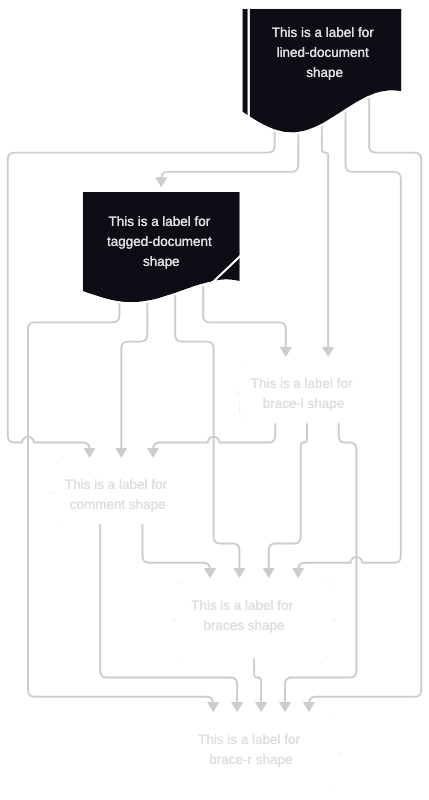 This is a label for
lined-document
shape
This is a label for
tagged-document
shape
This is a label for
brace-l shape
This is a label for
comment shape
This is a label for
braces shape
This is a label for
brace-r shape